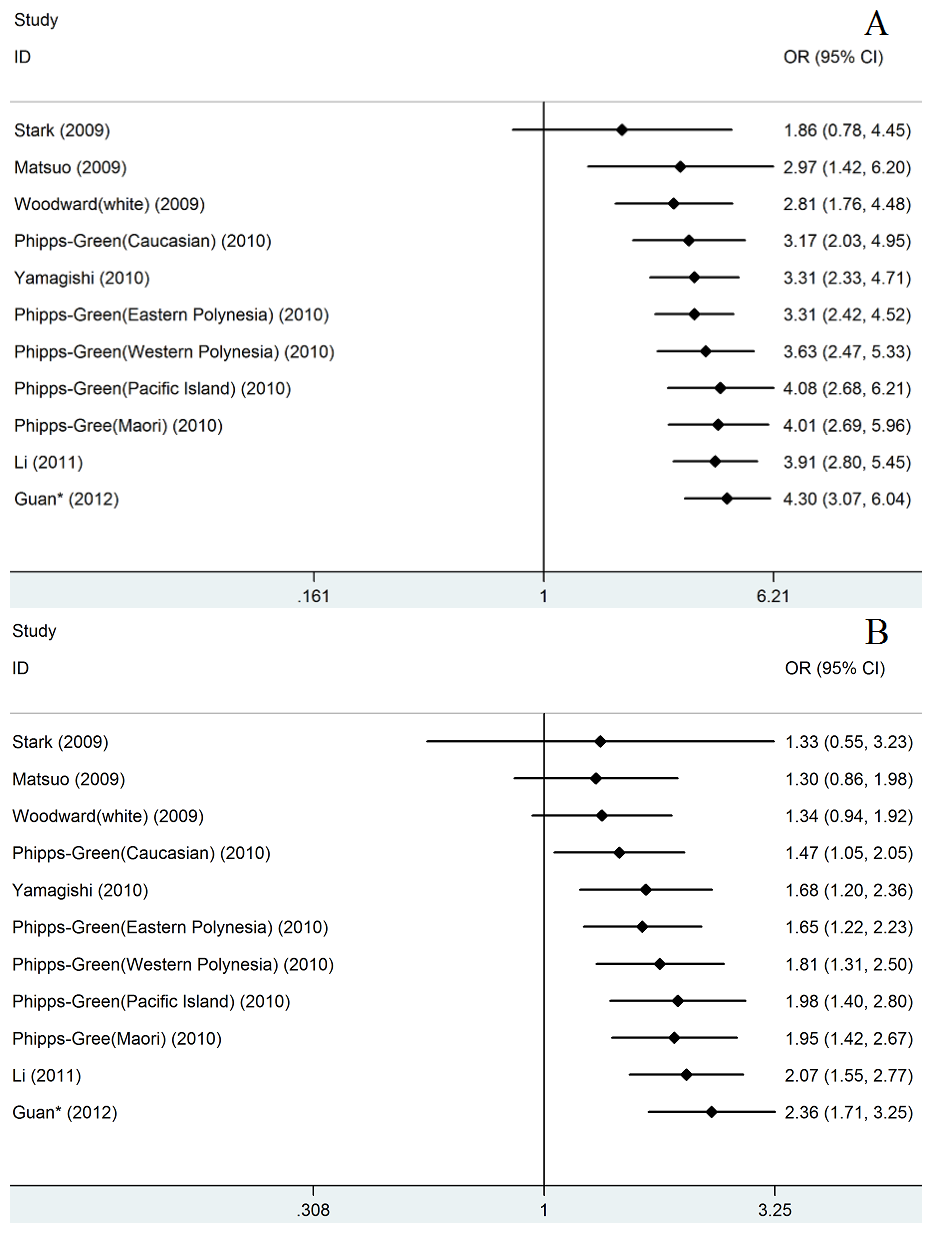 Study A
ID OR (95% CI)
Stark (2009) 1.86 (0.78, 4.45)
Matsuo (2009) 2.97 (1.42, 6.20)
Woodward(white) (2009) 2.81 (1.76, 4.48)
Phipps-Green(Caucasian) (2010) 3.17 (2.03, 4.95)
Yamagishi (2010) 3.31 (2.33, 4.71)
Phipps-Green(Eastern Polynesia) (2010) 3.31 (2.42, 4.52)
Phipps-Green(Western Polynesia) (2010) 3.63 (2.47, 5.33)
Phipps-Green(Pacific Island) (2010) 4.08 (2.68, 6.21)
Phipps-Gree(Maori) (2010) 4.01 (2.69, 5.96)
Li (2011) 3.91 (2.80, 5.45)
Guan* (2012) 4.30 (3.07, 6.04)
.161 1 6.21
Study B
ID OR (95% CI)
Stark (2009) 1.33 (0.55, 3.23)
Matsuo (2009) 1.30 (0.86, 1.98)
Woodward(white) (2009) 1.34 (0.94, 1.92)
Phipps-Green(Caucasian) (2010) 1.47 (1.05, 2.05)
Yamagishi (2010) 1.68 (1.20, 2.36)
Phipps-Green(Eastern Polynesia) (2010) 1.65 (1.22, 2.23)
Phipps-Green(Western Polynesia) (2010) 1.81 (1.31, 2.50)
Phipps-Green(Pacific Island) (2010) 1.98 (1.40, 2.80)
Phipps-Gree(Maori) (2010) 1.95 (1.42, 2.67)
Li (2011) 2.07 (1.55, 2.77)
Guan* (2012) 2.36 (1.71, 3.25)
.308 1 3.25